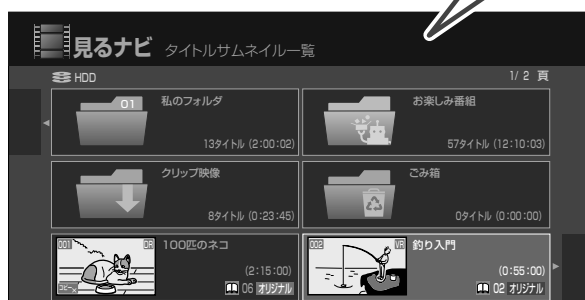 見るナビ タイトルサムネイル一覧
HDD 1/2 頁
01 私のフォルダ
13タイトル (2:00:02)
お楽しみ番組
57タイトル (12:10:03)
クリップ映像
8タイトル (0:23:45)
ごみ箱
0タイトル (0:00:00)
001 DR 100匹のネコ
(2:15:00)
コピー× 06 オリジナル
002 VR 釣り入門
(0:55:00)
02 オリジナル